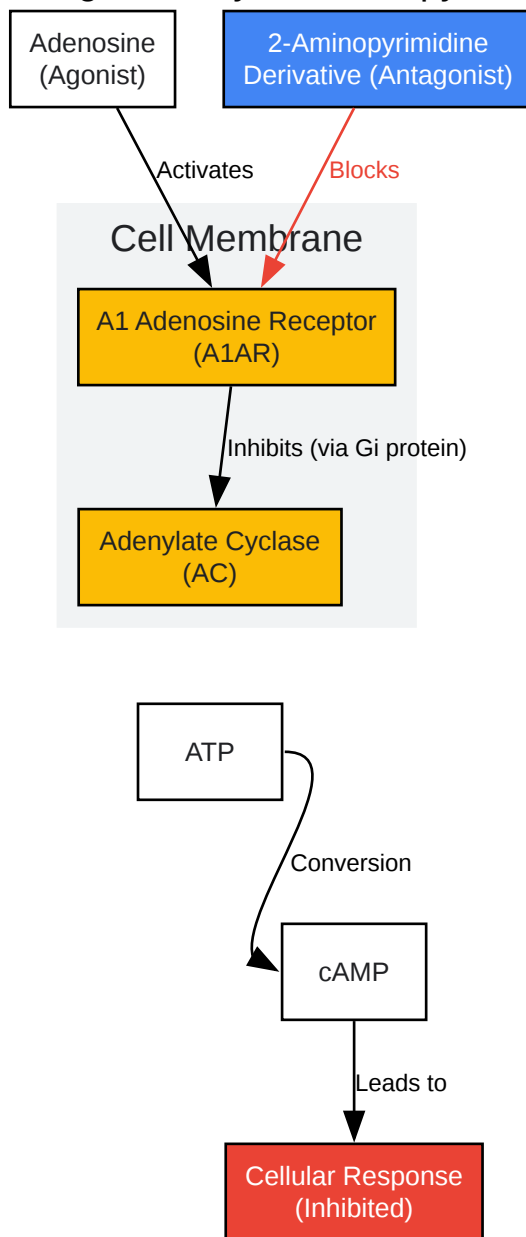 Adenosine
(Agonist)
2-Aminopyrimidine
Derivative (Antagonist)
Activates
Blocks
Cell Membrane
A1 Adenosine Receptor
(A1AR)
Inhibits (via Gi protein)
Adenylate Cyclase
(AC)
ATP
Conversion
cAMP
Leads to
Cellular Response
(Inhibited)